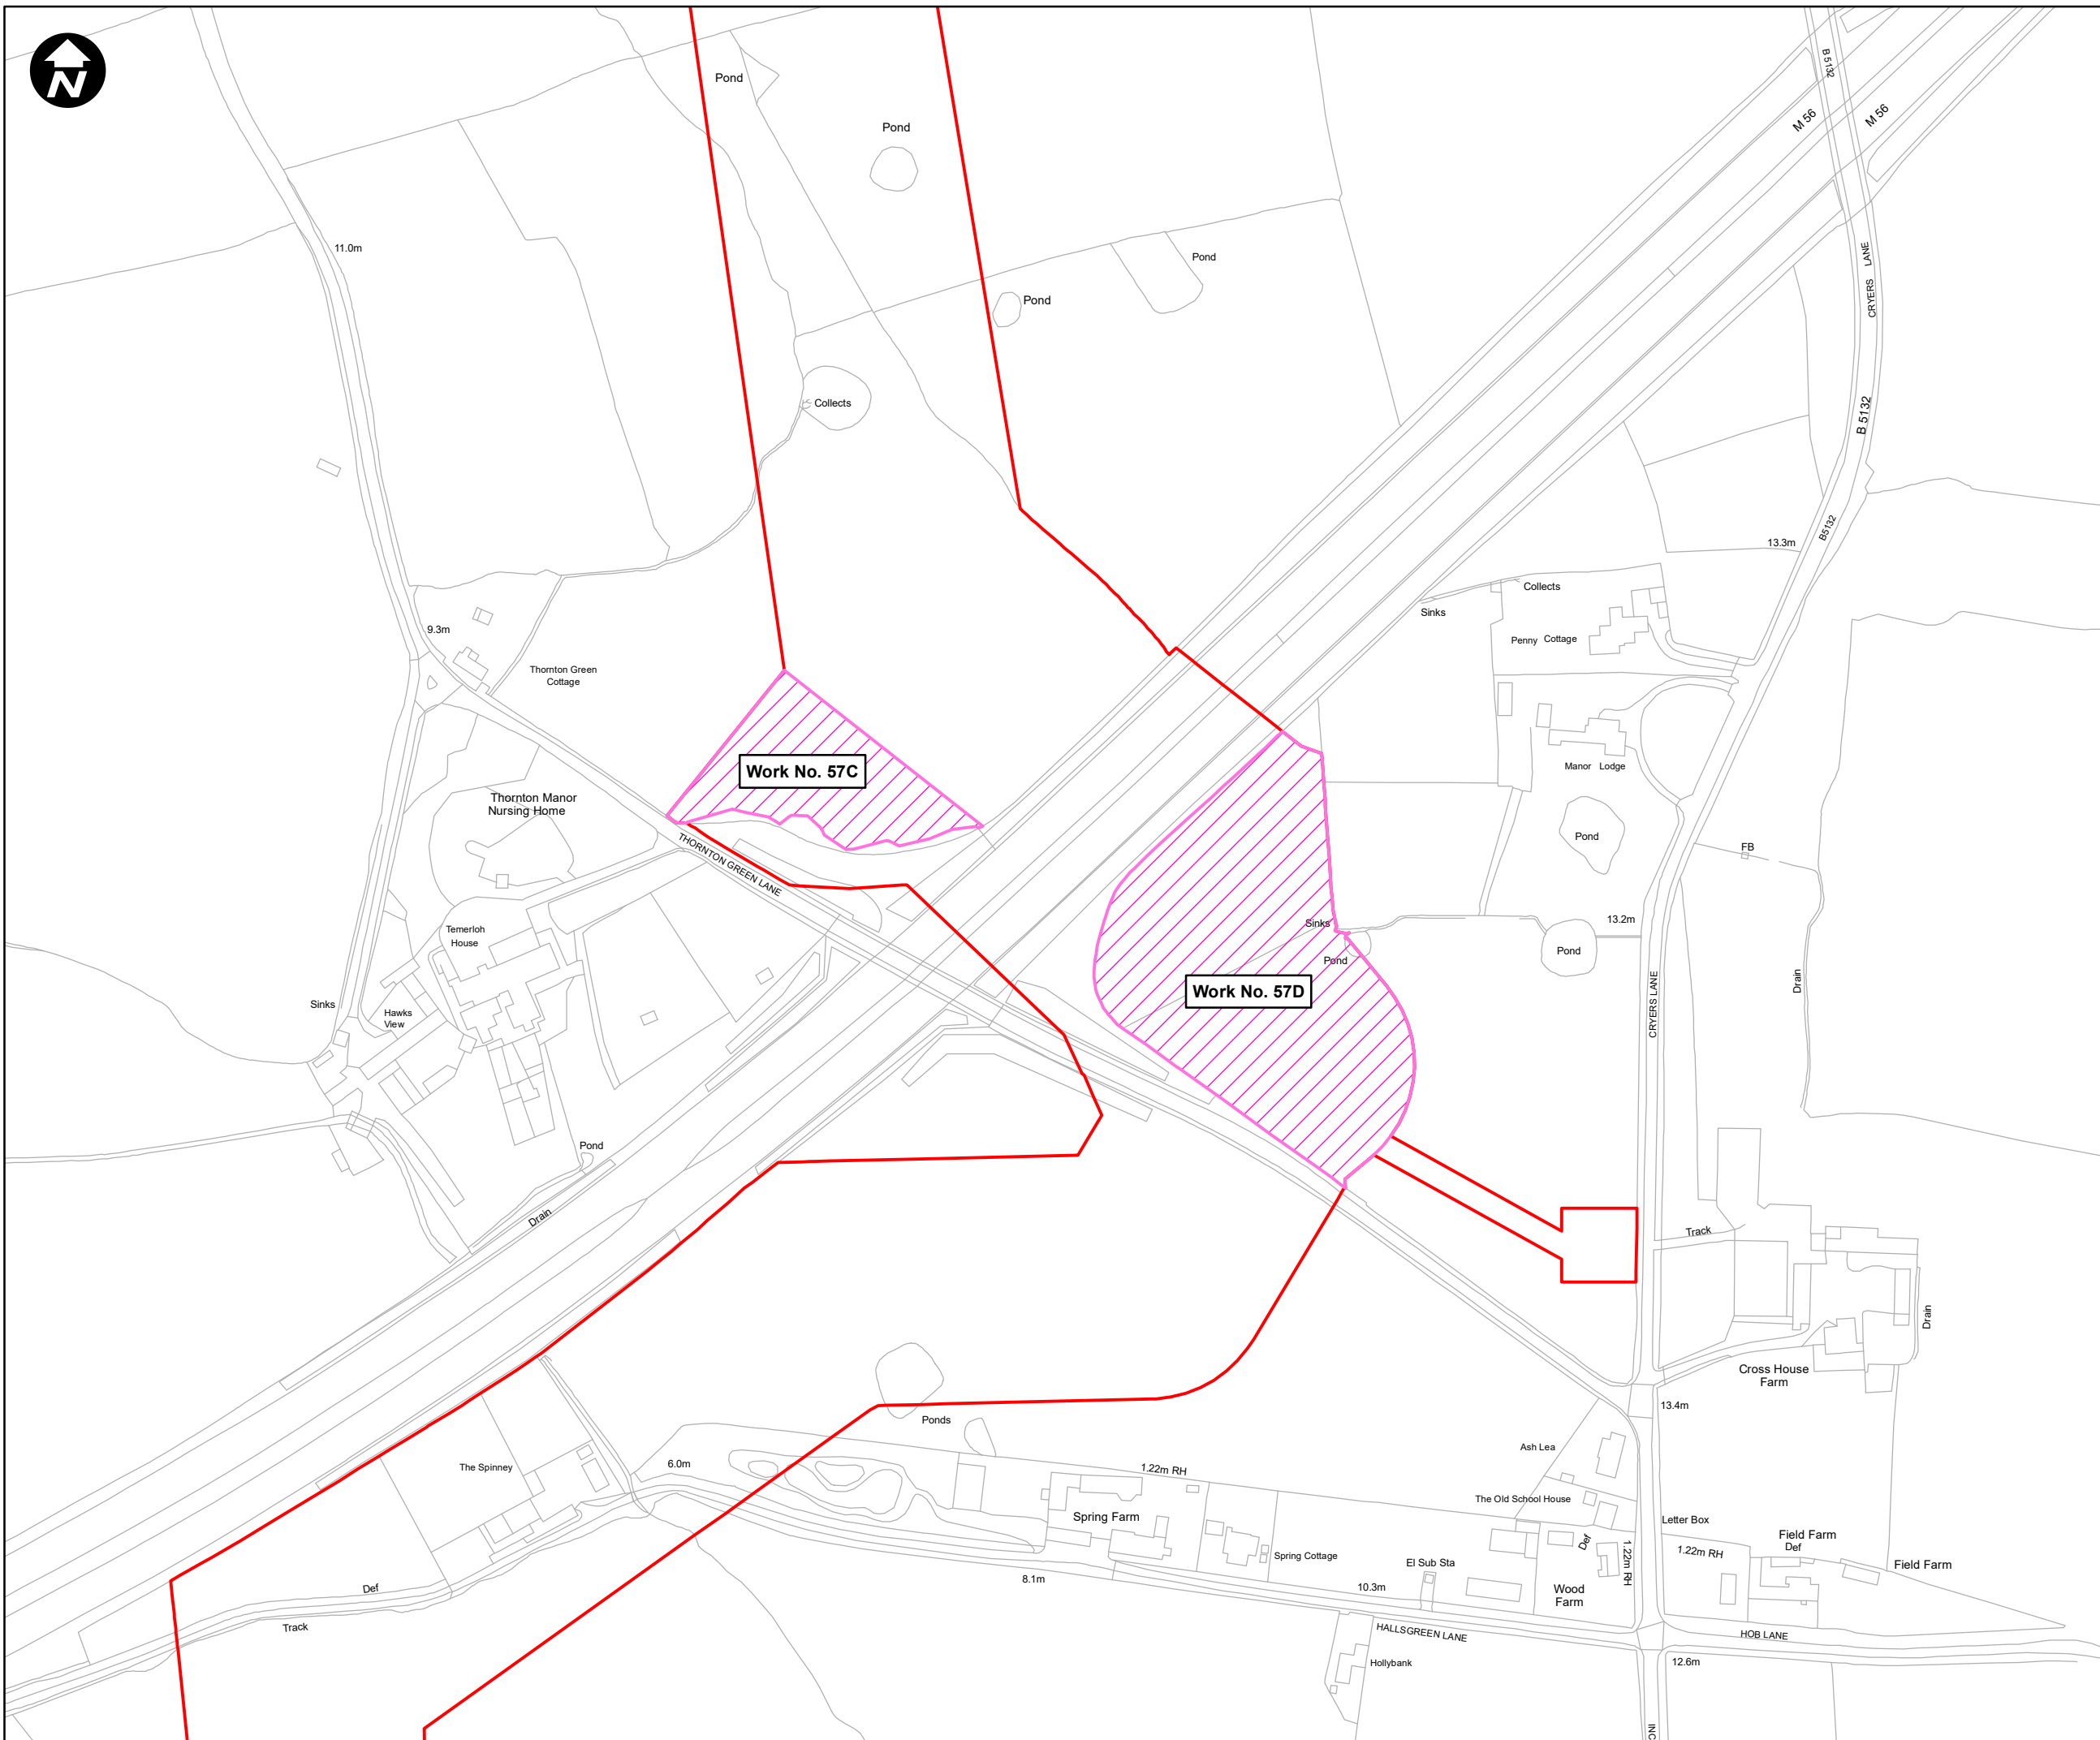 N
Pond
Pond
B 5132
M 56
M 56
11.0m
Pond
CRYERS LANE
Pond
Collects
B 5132
B5132
13.3m
Collects
Sinks
9.3m
Penny Cottage
Thornton Green
Cottage
Work No. 57C
Manor Lodge
Thornton Manor
Nursing Home
Pond
THORNTON GREEN LANE
FB
Sinks
13.2m
Temerloh
House
Pond
Pond
Drain
Work No. 57D
CRYERS LANE
Sinks
Hawks
View
Pond
Drain
Track
Drain
Cross House
Farm
13.4m
Ponds
Ash Lea
The Spinney
6.0m
1.22m RH
The Old School House
Spring Farm
Letter Box
Field Farm
Def
Def
1.22m RH
1.22m RH
Spring Cottage
El Sub Sta
Field Farm
8.1m
10.3m
Wood
Farm
Def
Track
HALLSGREEN LANE
HOB LANE
Hollybank
12.6m
INC